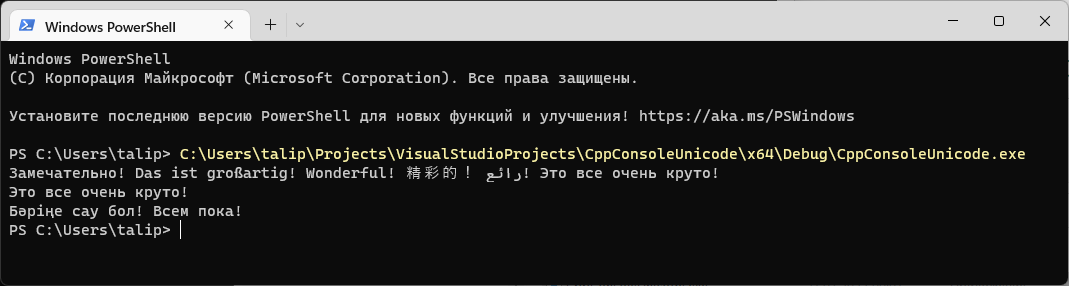 Windows PowerShell
Windows PowerShell
(C) Корпорация Майкрософт (Microsoft Corporation). Все права защищены.
Установите последнюю версию PowerShell для новых функций и улучшения! https://aka.ms/PSWindows
PS C:\Users\talip> C:\Users\talip\Projects\VisualStudioProjects\CppConsoleUnicode\x64\Debug\CppConsoleUnicode.exe
Замечательно! Das ist großartig! Wonderful! 精彩的！ رائع! Это все очень круто!
Это все очень круто!
Бәріңе сау бол! Всем пока!
PS C:\Users\talip>